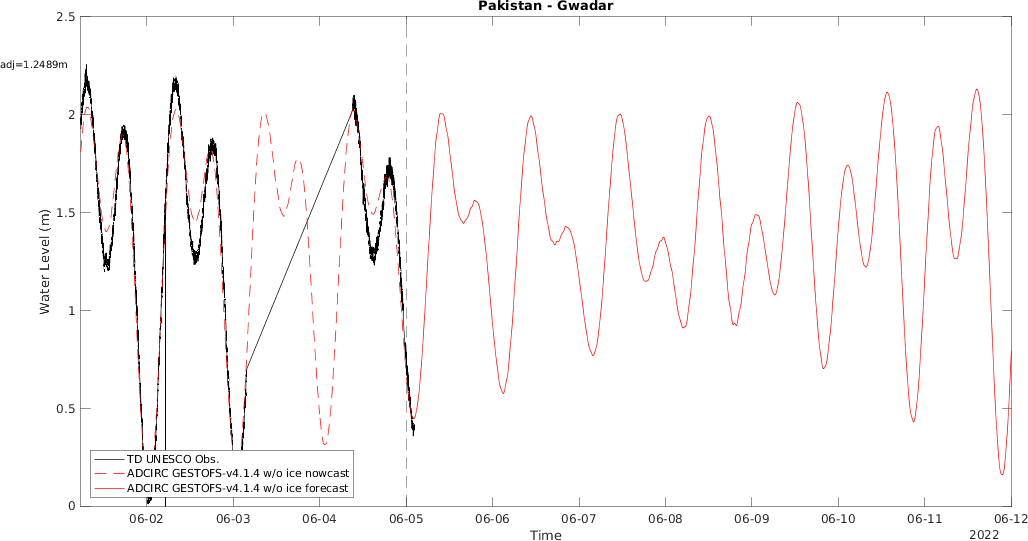 Pakistan - Gwadar
2.5
adj=1.2489m
2
1.5
Water Level (m)
1
0.5
TD UNESCO Obs.
ADCIRC GESTOFS-v4.1.4 w/o ice nowcast
ADCIRC GESTOFS-v4.1.4 w/o ice forecast
0
06-02 06-03 06-04 06-05 06-06 06-07 06-08 06-09 06-10 06-11 06-12
Time
2022